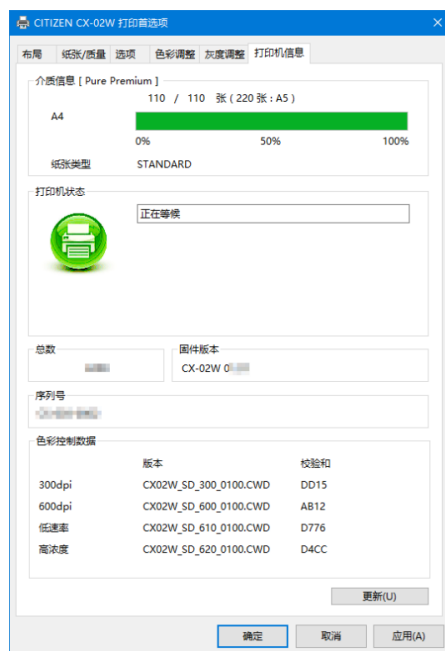 CITIZEN CX-02W 打印首选项
布局 纸张/质量 选项 色彩调整 灰度调整 打印机信息
介质信息 [ Pure Premium ]
110 / 110 张 ( 220 张 : A5 )
A4
0% 50% 100%
纸张类型 STANDARD
打印机状态
正在等候
总数 固件版本
CX-02W
序列号
色彩控制数据
版本 校验和
300dpi CX02W_SD_300_0100.CWD DD15
600dpi CX02W_SD_600_0100.CWD AB12
低速率 CX02W_SD_610_0100.CWD D776
高浓度 CX02W_SD_620_0100.CWD D4CC
更新(U)
确定 取消 应用(A)